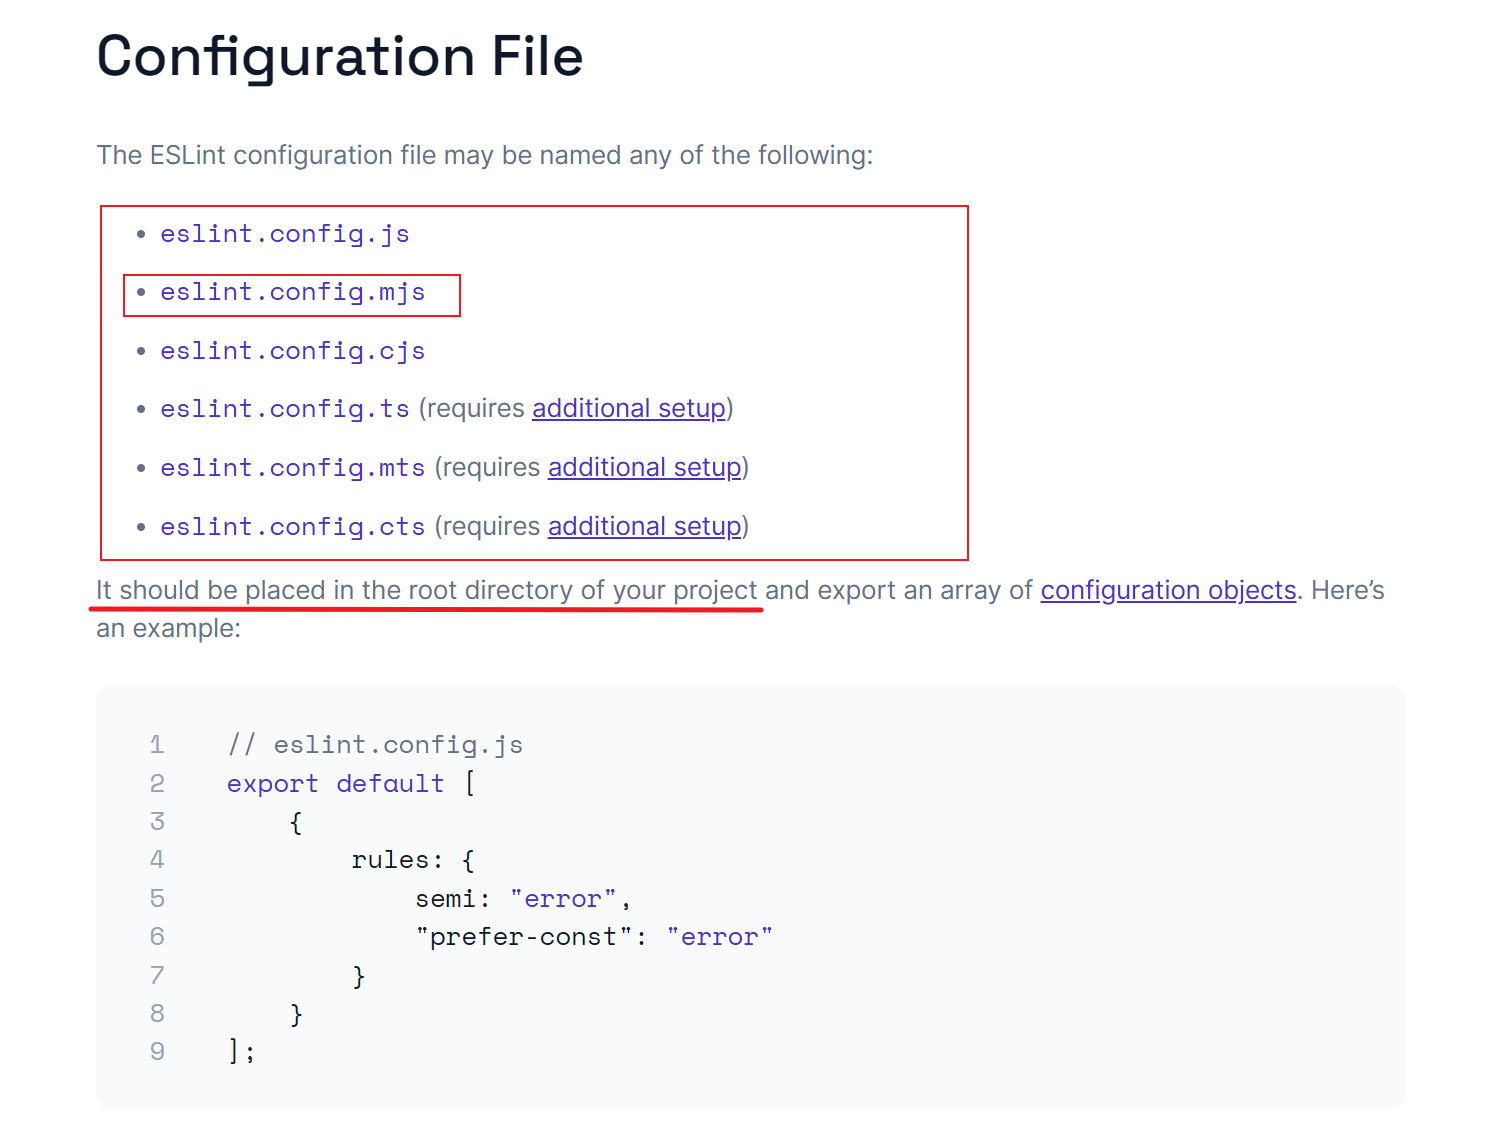 Configuration File
The ESLint configuration file may be named any of the following:
• eslint.config.js
• eslint.config.mjs
• eslint.config.cjs
• eslint.config.ts (requires additional setup)
• eslint.config.mts (requires additional setup)
• eslint.config.cts (requires additional setup)
It should be placed in the root directory of your project and export an array of configuration objects. Here’s
an example:
1 // eslint.config.js
2 export default [
3 {
4 rules: {
5 semi: "error",
6 "prefer-const": "error"
7 }
8 }
9 ];